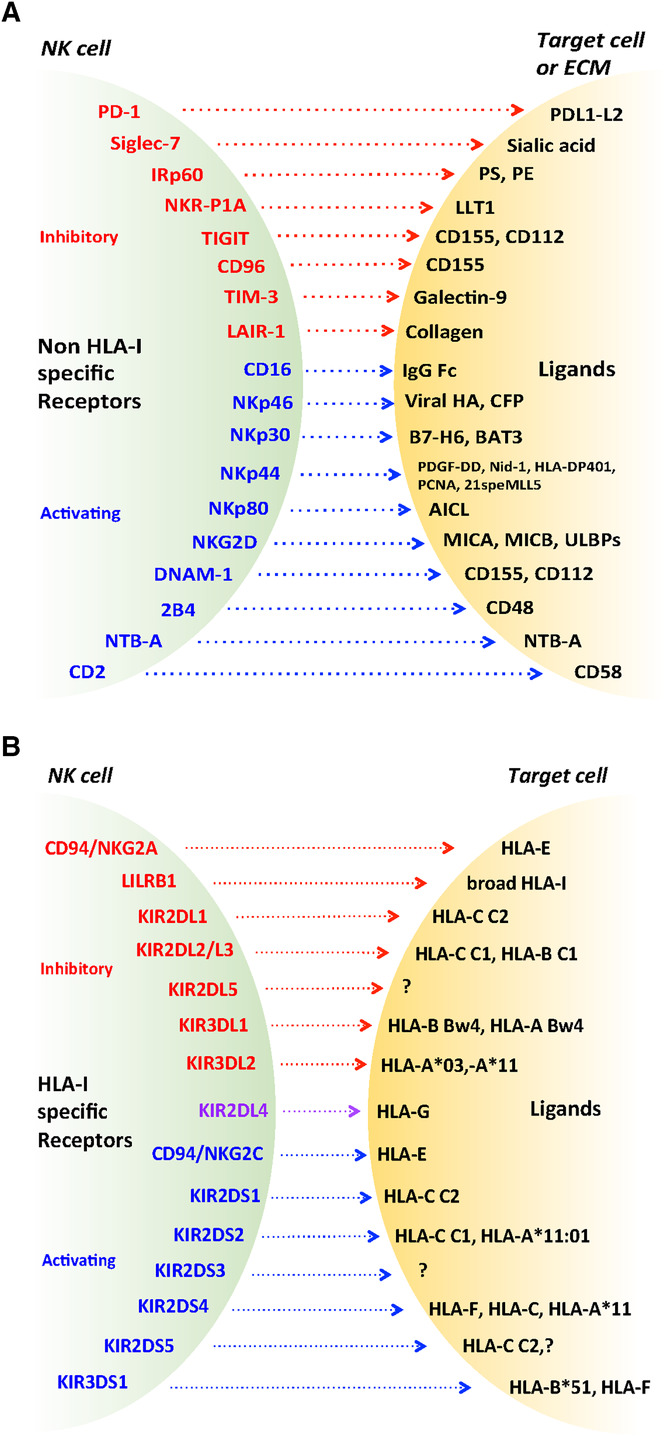 A
NK cell
Target cell
or ECM
PD-1
PDL1-L2
Siglec-7
Sialic acid
IRp60
PS, PE
NKR-P1A
LLT1
Inhibitory
TIGIT
CD155, CD112
CD96
CD155
TIM-3
Galectin-9
LAIR-1
Collagen
Non HLA-I
specific
Receptors
CD16
IgG Fc
Ligands
NKp46
Viral HA, CFP
NKp30
B7-H6, BAT3
NKp44
PDGF-DD, Nid-1, HLA-DP401,
PCNA, 21speMLL5
Activating
NKp80
AICL
NKG2D
MICA, MICB, ULBPs
DNAM-1
CD155, CD112
2B4
CD48
NTB-A
NTB-A
CD2
CD58
B
NK cell
Target cell
CD94/NKG2A
HLA-E
LILRB1
broad HLA-I
KIR2DL1
HLA-C C2
KIR2DL2/L3
HLA-C C1, HLA-B C1
Inhibitory
KIR2DL5
?
KIR3DL1
HLA-B Bw4, HLA-A Bw4
KIR3DL2
HLA-A*03,-A*11
HLA-I
specific
Receptors
KIR2DL4
HLA-G
Ligands
CD94/NKG2C
HLA-E
KIR2DS1
HLA-C C2
KIR2DS2
HLA-C C1, HLA-A*11:01
Activating
KIR2DS3
?
KIR2DS4
HLA-F, HLA-C, HLA-A*11
KIR2DS5
HLA-C C2,?
KIR3DS1
HLA-B*51, HLA-F